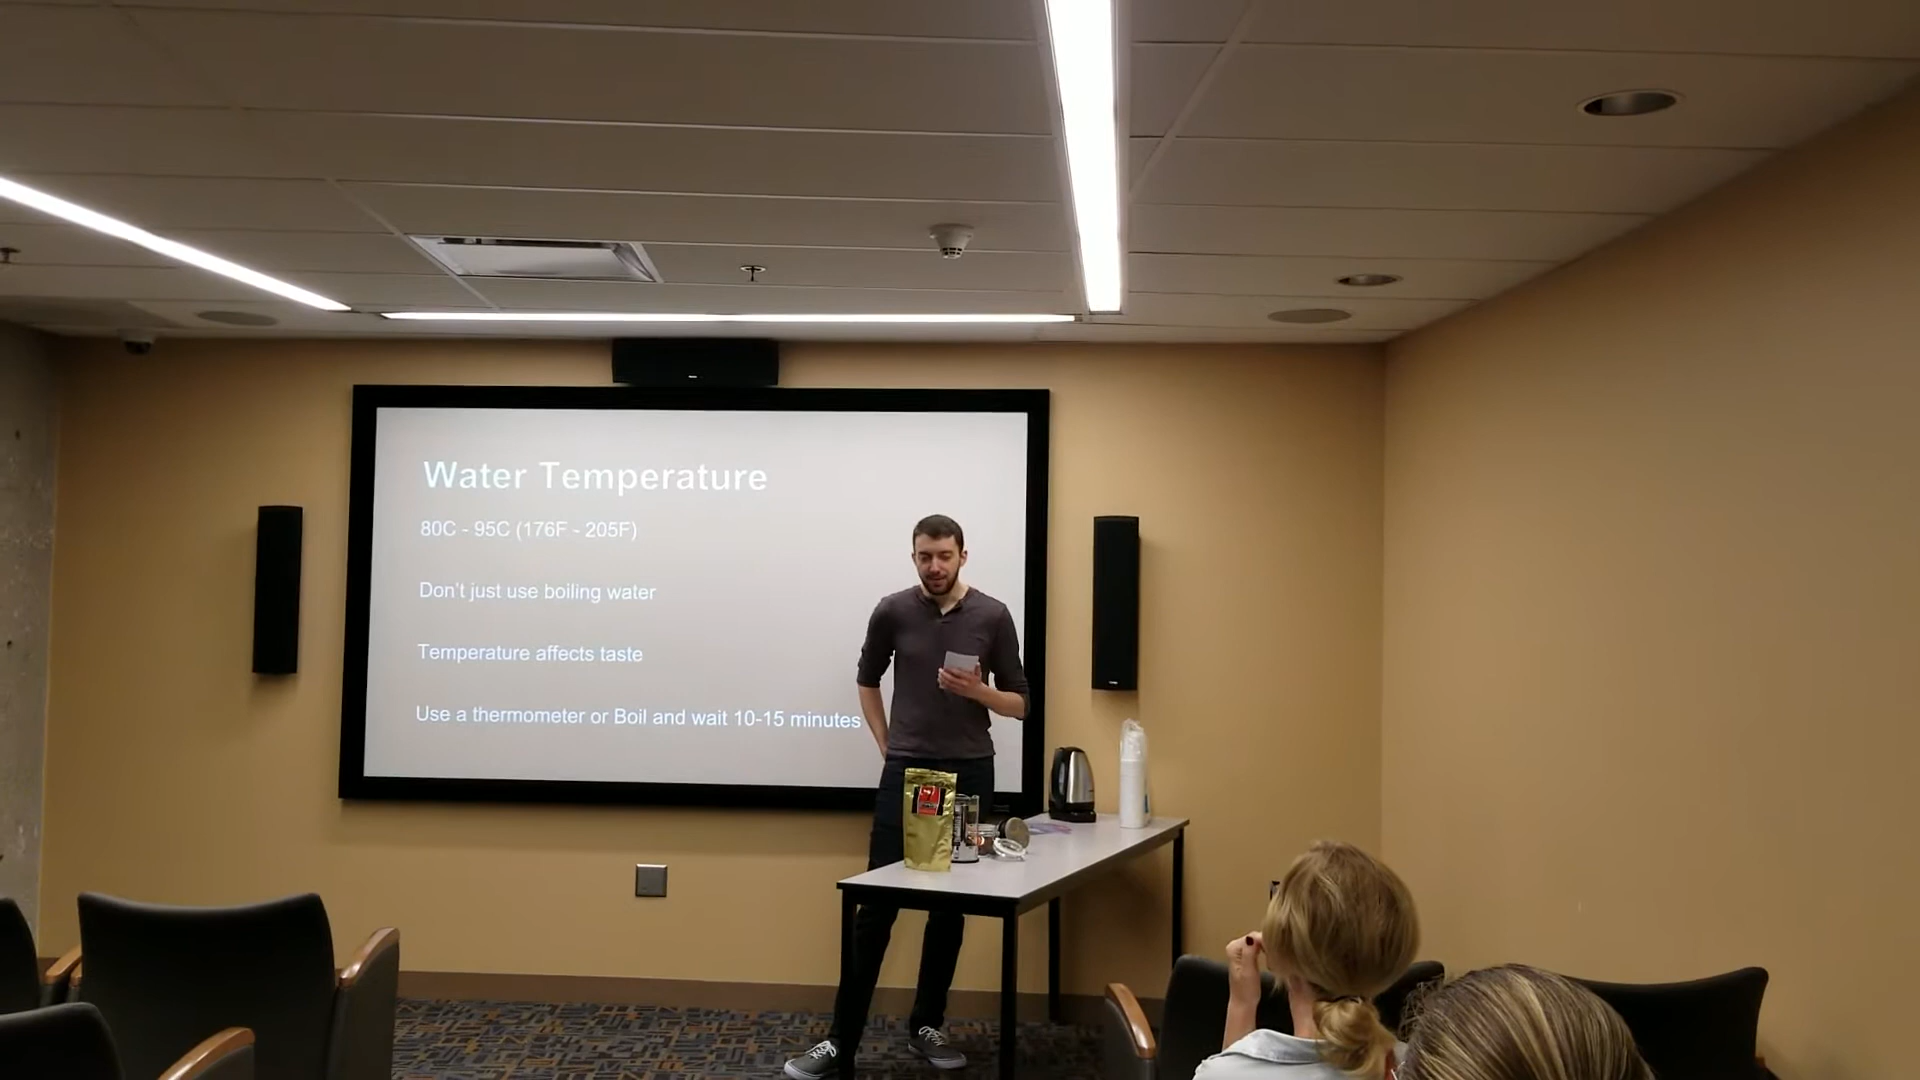 Water Temperature
80C - 95C (176F - 205F)
Don't just use boiling water
Temperature affects taste
Use a thermometer or Boil and wait 10-15 minutes